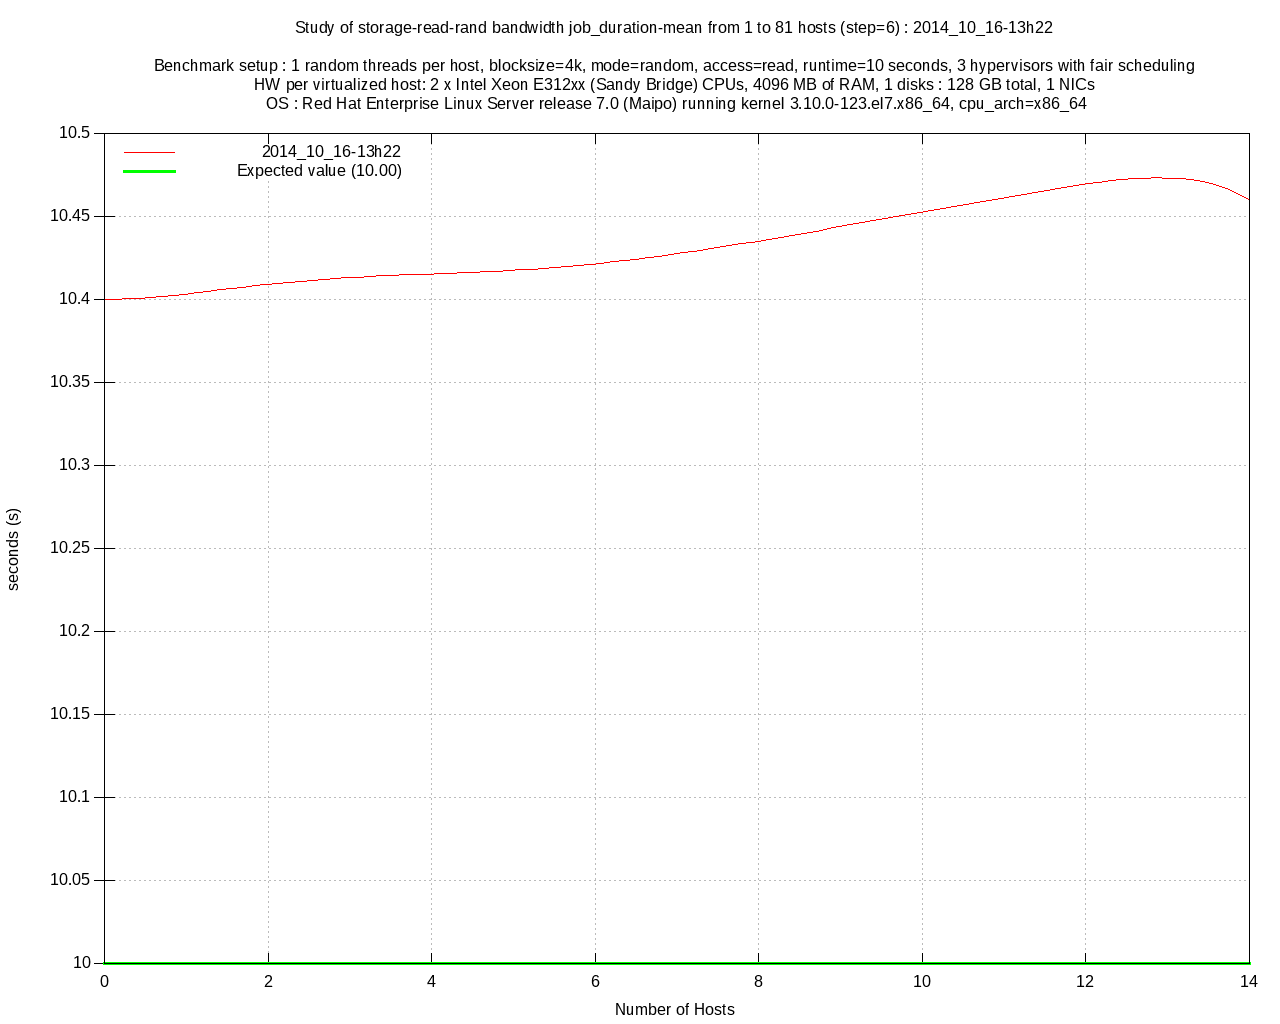 Study of storage-read-rand bandwidth job_duration-mean from 1 to 81 hosts (step=6) : 2014_10_16-13h22
Benchmark setup : 1 random threads per host, blocksize=4k, mode=random, access=read, runtime=10 seconds, 3 hypervisors with fair scheduling
HW per virtualized host: 2 x Intel Xeon E312xx (Sandy Bridge) CPUs, 4096 MB of RAM, 1 disks : 128 GB total, 1 NICs
OS : Red Hat Enterprise Linux Server release 7.0 (Maipo) running kernel 3.10.0-123.el7.x86_64, cpu_arch=x86_64
2014_10_16-13h22
Expected value (10.00)
10.5
10.45
10.4
10.35
10.3
10.25
10.2
10.15
10.1
10.05
10
seconds (s)
0 2 4 6 8 10 12 14
Number of Hosts